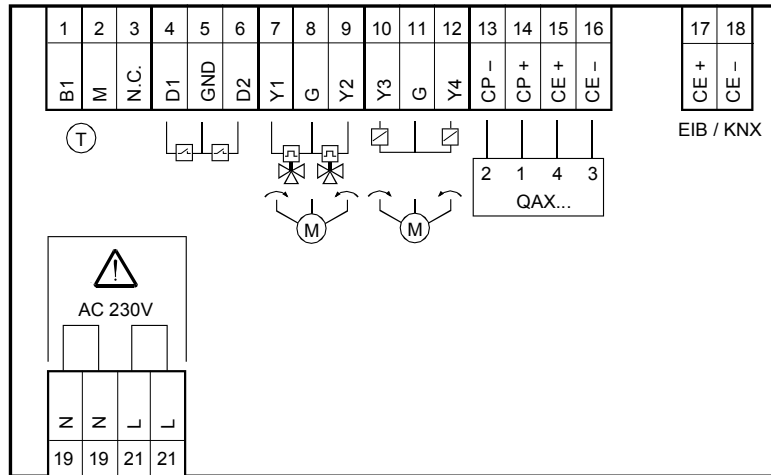 1 2 3 4 5 6 7 8 9 10 11 12 13 14 15 16 17 18
B1 M N.C. D1 GND D2 Y1 G Y2 Y3 G Y4 CP – CP + CE + CE – CE + CE –
EIB / KNX
T
2 1 4 3
QAX...
M M
!
AC 230V
N N L L
19 19 21 21